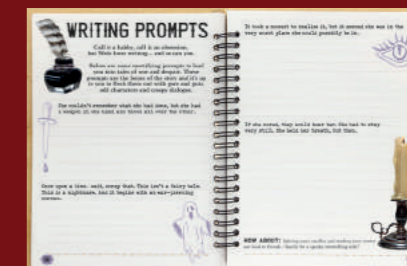 WRITING PROMPTS
Call it a hobby, call it an obsession,
but Weis loves writing... and so can you.
Below are some mortifying prompts to lead
you into tales of woe and despair. These
prompts are the bones of the story and it's up
to you to flesh them out with guts and gore,
add characters and creepy dialogue.
She couldn't remember what she had done, but she had
a weapon in one hand and blood all over the other.
Once upon a time. Wait, scrap that. This isn't a fairy tale.
This is a nightmare. And it begins with an ear-piercing
scream.
It took a moment to realize it, but it seemed she was in the
very worst place she could possibly be.
If she moved, they would hear her. She had to stay
very still. She held her breath, but then.
HOW ABOUT: